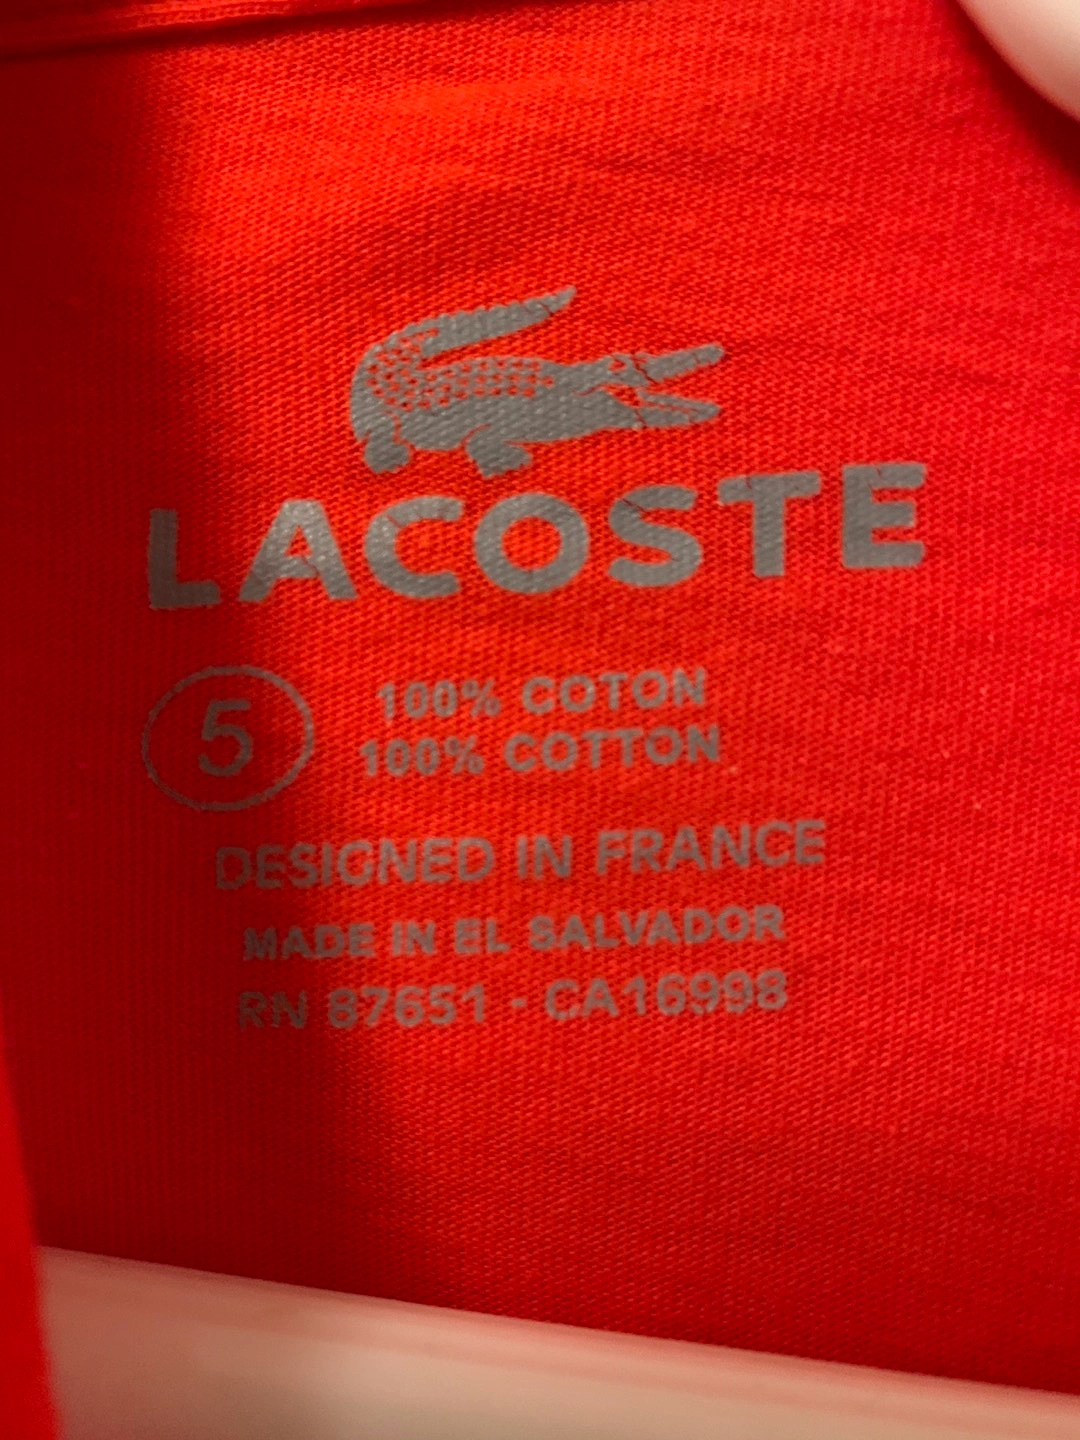 LACOSTE
5
100% COTON
100% COTTON
DESIGNED IN FRANCE
MADE IN EL SALVADOR
RN 87651 - CA16998